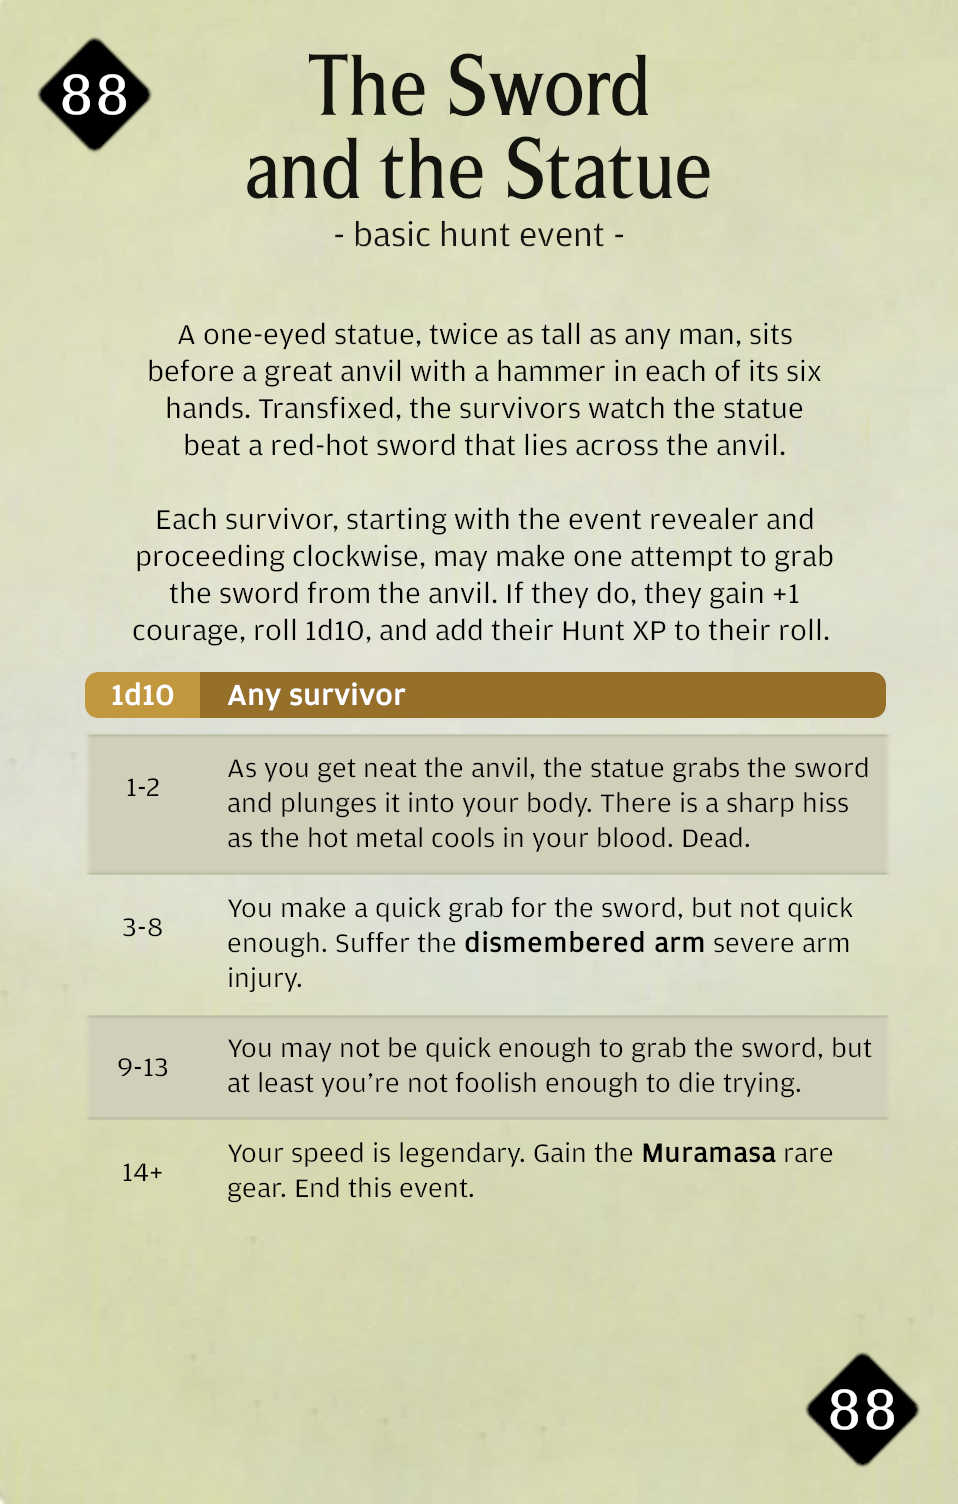 88
The Sword
and the Statue
- basic hunt event -
A one-eyed statue, twice as tall as any man, sits
before a great anvil with a hammer in each of its six
hands. Transfixed, the survivors watch the statue
beat a red-hot sword that lies across the anvil.
Each survivor, starting with the event revealer and
proceeding clockwise, may make one attempt to grab
the sword from the anvil. If they do, they gain +1
courage, roll 1d10, and add their Hunt XP to their roll.
1d10 Any survivor
1-2
As you get neat the anvil, the statue grabs the sword
and plunges it into your body. There is a sharp hiss
as the hot metal cools in your blood. Dead.
3-8
You make a quick grab for the sword, but not quick
enough. Suffer the dismembered arm severe arm
injury.
9-13
You may not be quick enough to grab the sword, but
at least you’re not foolish enough to die trying.
14+
Your speed is legendary. Gain the Muramasa rare
gear. End this event.
88